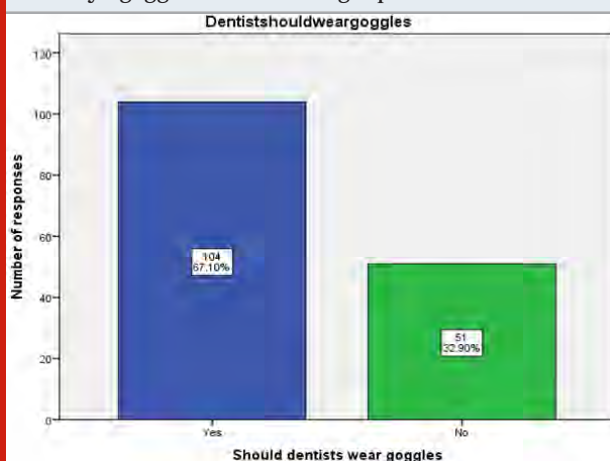 Dentistshouldweargoggles
120
100
80
60
40
20
0
Number of responses
104
67.10%
51
32.90%
Yes
No
Should dentists wear goggles